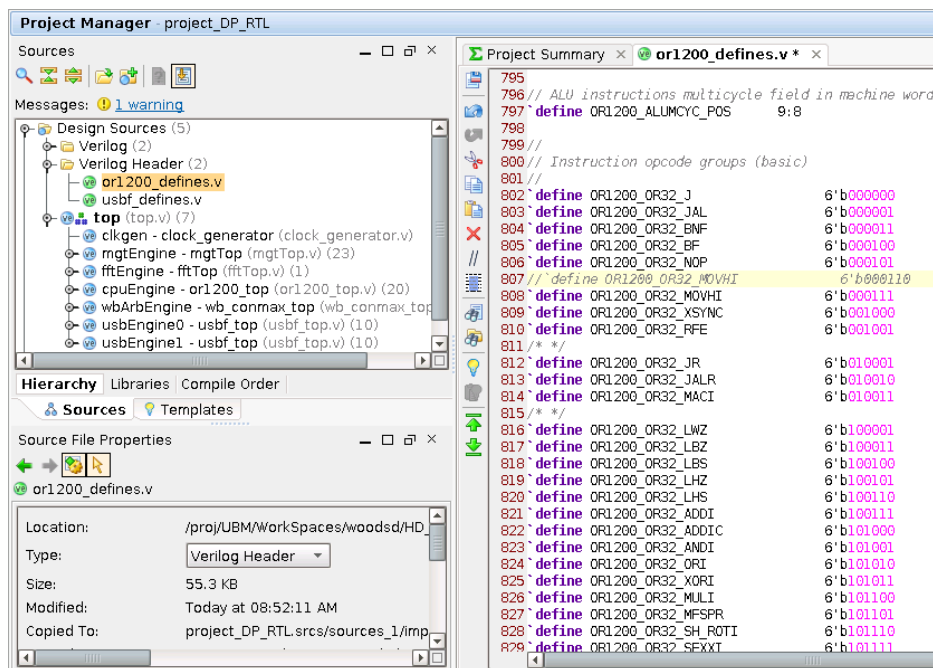 Project Manager - project_DP_RTL
Sources
Messages: 1 warning
Design Sources (5)
Verilog (2)
Verilog Header (2)
or1200_defines.v
usbf_defines.v
top (top.v) (7)
clkgen - clock_generator (clock_generator.v)
mgtEngine - mgtTop (mgtTop.v) (23)
fftEngine - fftTop (fftTop.v) (1)
cpuEngine - or1200_top (or1200_top.v) (20)
wbArbEngine - wb_conmax_top (wb_conmax_top
usbEngine0 - usbf_top (usbf_top.v) (10)
usbEngine1 - usbf_top (usbf_top.v) (10)
Hierarchy Libraries Compile Order
Sources Templates
Source File Properties
or1200_defines.v
Location: /proj/UBM/WorkSpaces/woodsd/HD_
Type: Verilog Header
Size: 55.3 KB
Modified: Today at 08:52:11 AM
Copied To: project_DP_RTL.srcs/sources_1/imp
Project Summary or1200_defines.v *
795
796 // ALU instructions multicycle field in machine word
797 `define OR1200_ALUMCYC_POS 9:8
798
799 //
800 // Instruction opcode groups (basic)
801 //
802 `define OR1200_OR32_J 6'b000000
803 `define OR1200_OR32_JAL 6'b000001
804 `define OR1200_OR32_BNF 6'b000011
805 `define OR1200_OR32_BF 6'b000100
806 `define OR1200_OR32_NOP 6'b000101
807 //`define OR1200_OR32_MOVHI 6'b000110
808 `define OR1200_OR32_MOVHI 6'b000111
809 `define OR1200_OR32_XSYNC 6'b001000
810 `define OR1200_OR32_RFE 6'b001001
811 /* */
812 `define OR1200_OR32_JR 6'b010001
813 `define OR1200_OR32_JALR 6'b010010
814 `define OR1200_OR32_MACI 6'b010011
815 /* */
816 `define OR1200_OR32_LWZ 6'b100001
817 `define OR1200_OR32_LBZ 6'b100011
818 `define OR1200_OR32_LBS 6'b100100
819 `define OR1200_OR32_LHZ 6'b100101
820 `define OR1200_OR32_LHS 6'b100110
821 `define OR1200_OR32_ADDI 6'b100111
822 `define OR1200_OR32_ADDIC 6'b101000
823 `define OR1200_OR32_ANDI 6'b101001
824 `define OR1200_OR32_ORI 6'b101010
825 `define OR1200_OR32_XORI 6'b101011
826 `define OR1200_OR32_MULI 6'b101100
827 `define OR1200_OR32_MFSPR 6'b101101
828 `define OR1200_OR32_SH_ROTI 6'b101110
829 `define OR1200_OR32_SFXXI 6'b101111